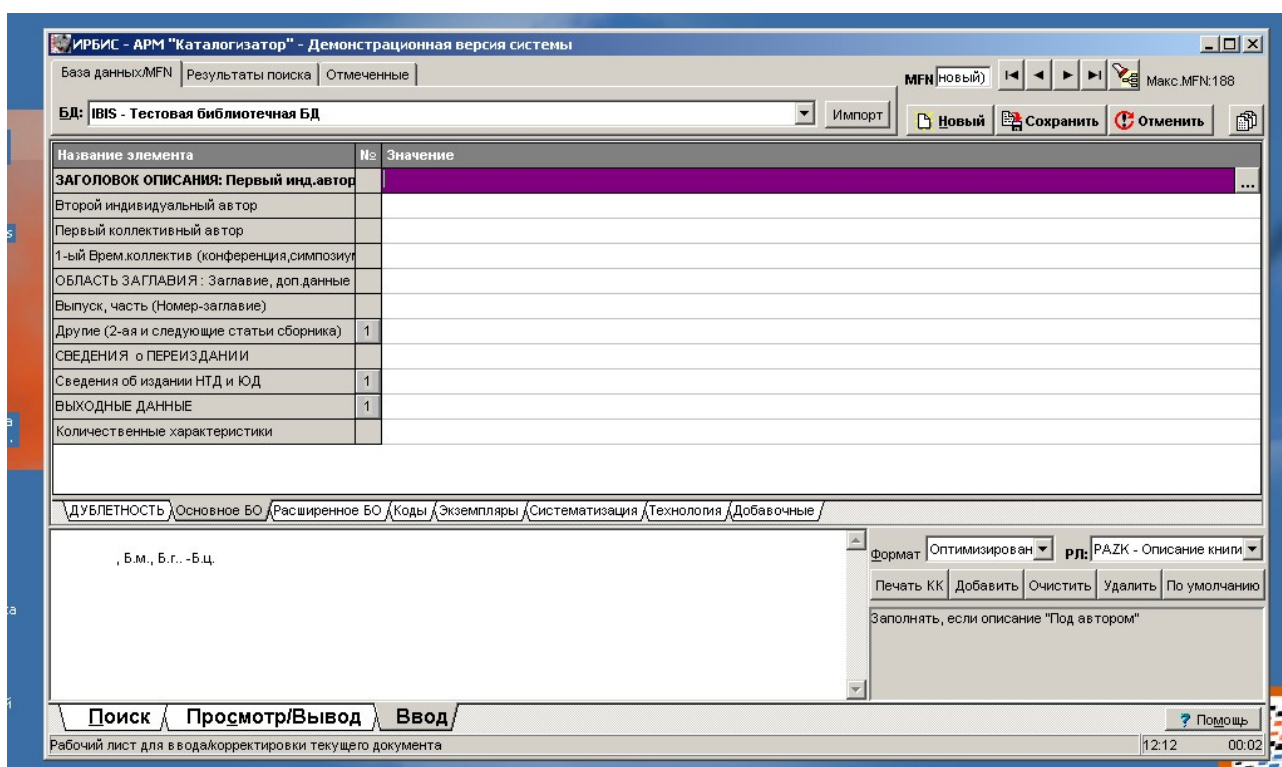 ИРБИС - АРМ "Каталогизатор" - Демонстрационная версия системы
База данных/MFN Результаты поиска Отмеченные
MFN новый) Макс.MFN:188
БД: IBIS - Тестовая библиотечная БД Импорт Новый Сохранить Отменить
Название элемента № Значение
ЗАГОЛОВОК ОПИСАНИЯ: Первый инд.автор ...
Второй индивидуальный автор
Первый коллективный автор
1-ый Врем.коллектив (конференция,симпозиум
ОБЛАСТЬ ЗАГЛАВИЯ: Заглавие, доп.данные
Выпуск, часть (Номер-заглавие)
Другие (2-ая и следующие статьи сборника) 1
СВЕДЕНИЯ о ПЕРЕИЗДАНИИ
Сведения об издании НТД и ЮД 1
ВЫХОДНЫЕ ДАННЫЕ 1
Количественные характеристики
ДУБЛЕТНОСТЬ Основное БО Расширенное БО Коды Экземпляры Систематизация Технология Добавочные
, Б.м., Б.г.. -Б.ц.
Формат Оптимизирован РЛ: PAZK - Описание книги
Печать КК Добавить Очистить Удалить По умолчанию
Заполнять, если описание "Под автором"
Поиск Просмотр/Вывод Ввод
Помощь
Рабочий лист для ввода/корректировки текущего документа 12:12 00:02